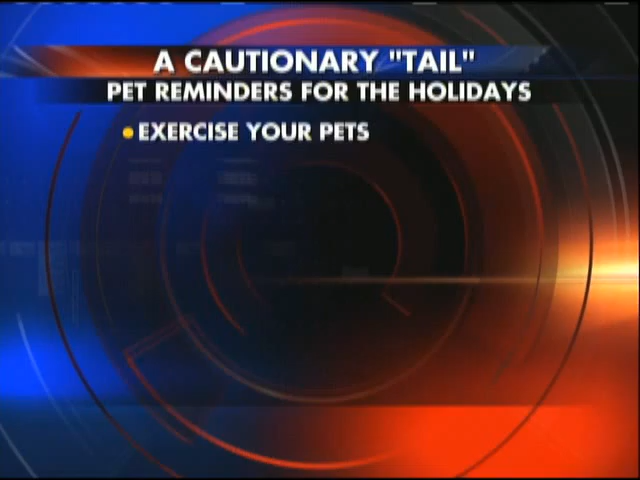 A CAUTIONARY "TAIL"
PET REMINDERS FOR THE HOLIDAYS
• EXERCISE YOUR PETS